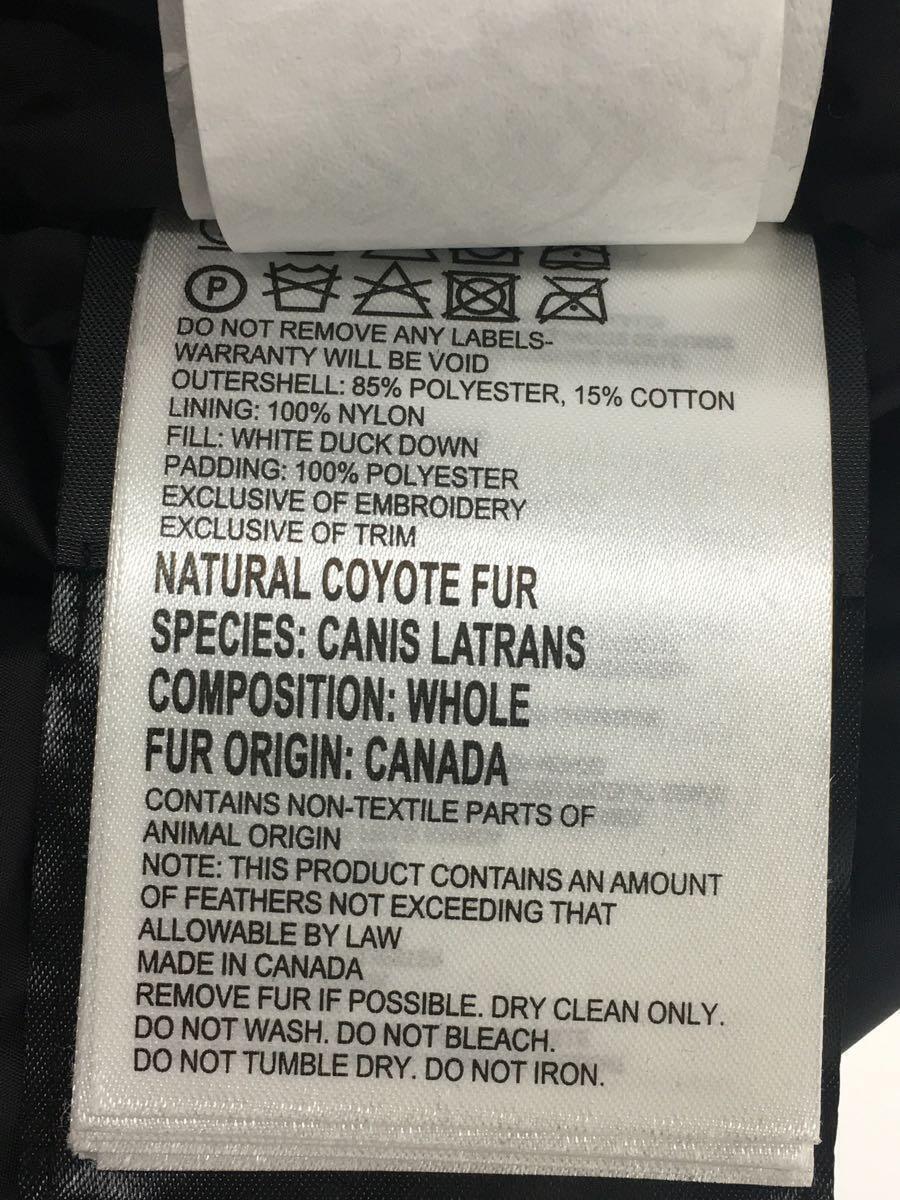 P
DO NOT REMOVE ANY LABELS-
WARRANTY WILL BE VOID
OUTERSHELL: 85% POLYESTER, 15% COTTON
LINING: 100% NYLON
FILL: WHITE DUCK DOWN
PADDING: 100% POLYESTER
EXCLUSIVE OF EMBROIDERY
EXCLUSIVE OF TRIM
NATURAL COYOTE FUR
SPECIES: CANIS LATRANS
COMPOSITION: WHOLE
FUR ORIGIN: CANADA
CONTAINS NON-TEXTILE PARTS OF
ANIMAL ORIGIN
NOTE: THIS PRODUCT CONTAINS AN AMOUNT
OF FEATHERS NOT EXCEEDING THAT
ALLOWABLE BY LAW
MADE IN CANADA
REMOVE FUR IF POSSIBLE. DRY CLEAN ONLY.
DO NOT WASH. DO NOT BLEACH.
DO NOT TUMBLE DRY. DO NOT IRON.